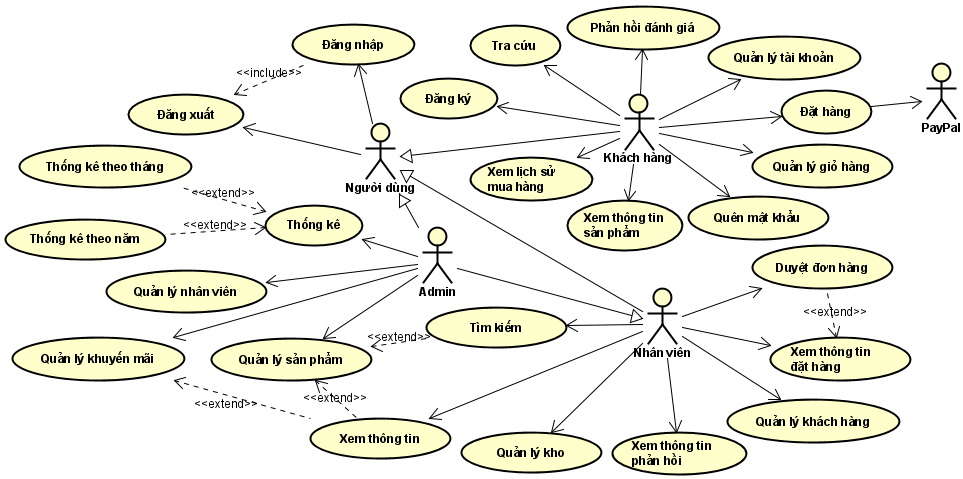 Phản hồi đánh giá
Đăng nhập
Tra cứu
Quản lý tài khoản
<<include>>
Đăng ký
Đăng xuất
Đặt hàng
PayPal
Khách hàng
Thống kê theo tháng
Người dùng
Xem lịch sử
mua hàng
Quản lý giỏ hàng
<<extend>>
Thống kê theo năm
<<extend>>
Thống kê
Xem thông tin
sản phẩm
Quên mật khẩu
Duyệt đơn hàng
Quản lý nhân viên
Admin
<<extend>>
Tìm kiếm
Nhân viên
Quản lý khuyến mãi
Quản lý sản phẩm
<<extend>>
Xem thông tin
đặt hàng
<<extend>>
<<extend>>
Xem thông tin
Quản lý kho
Xem thông tin
phản hồi
Quản lý khách hàng